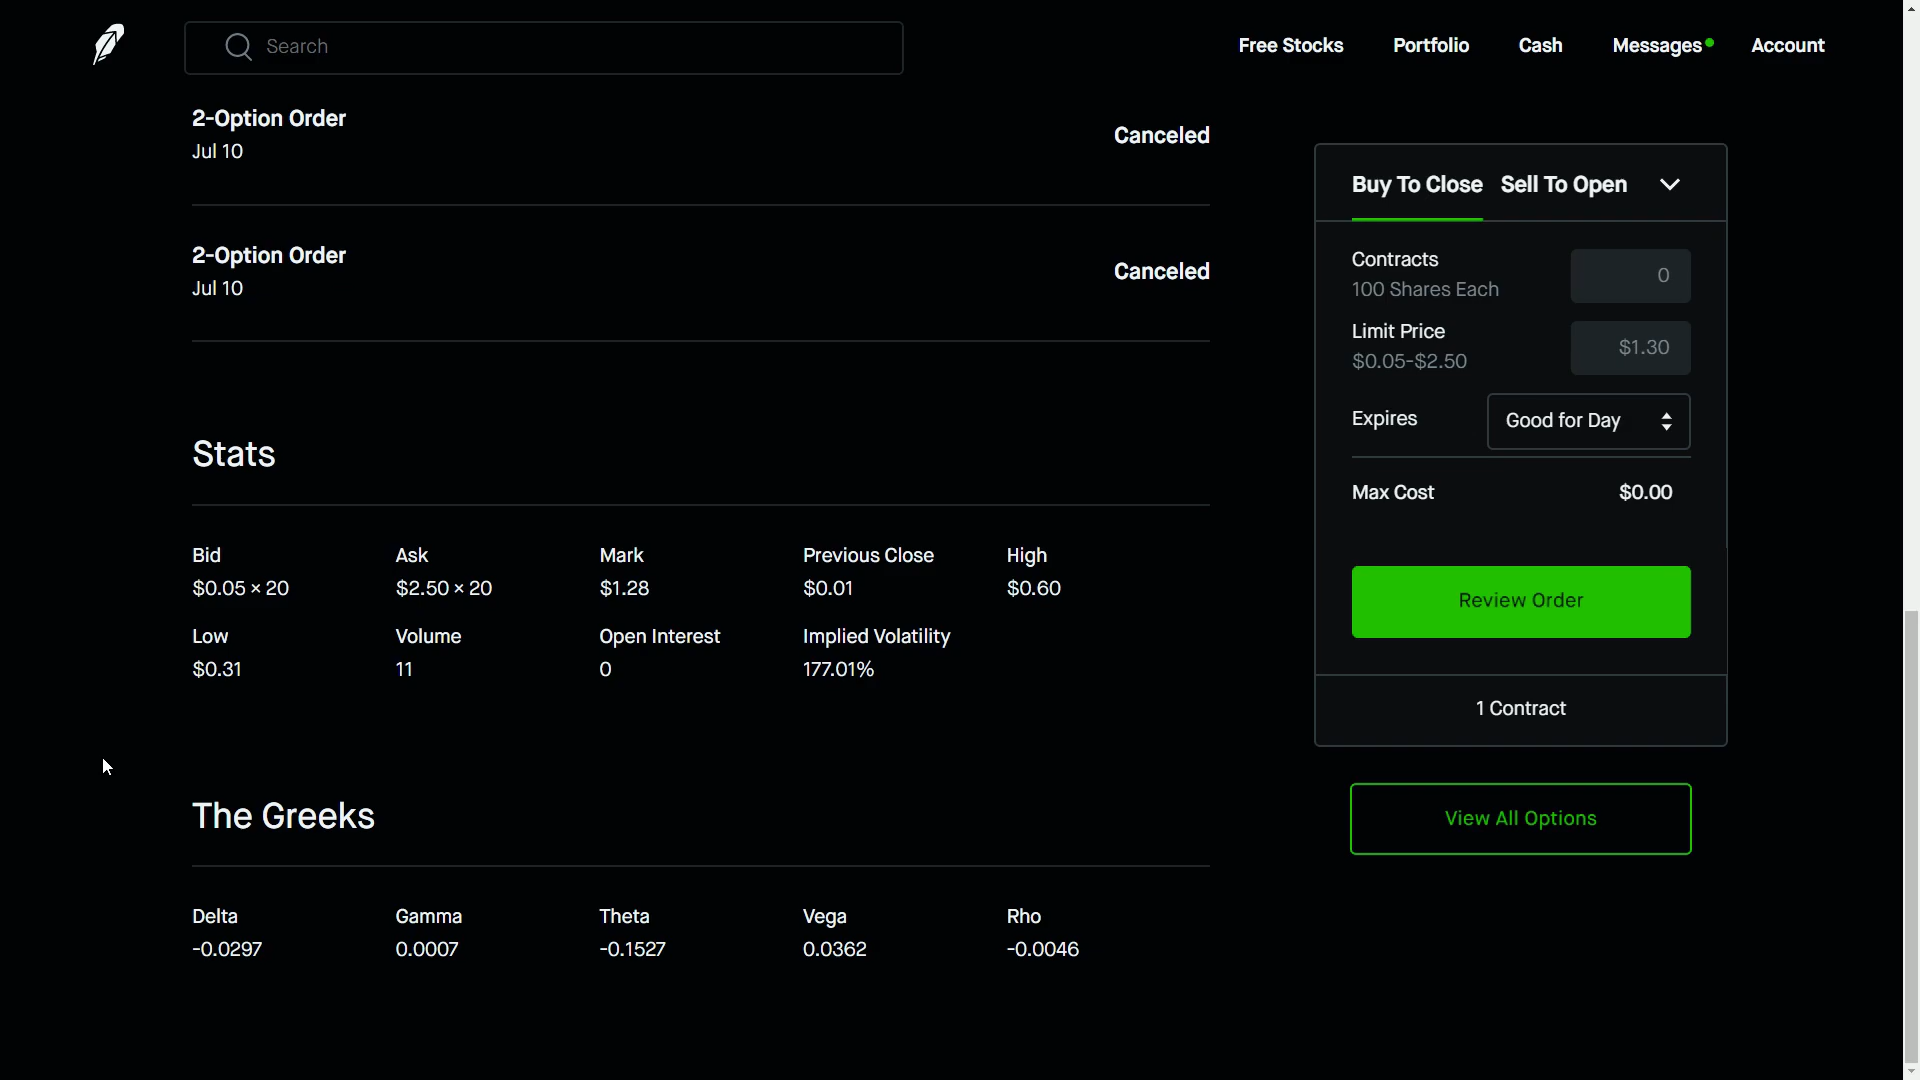 Search
Free Stocks Portfolio Cash Messages Account
2-Option Order
Jul 10
Canceled
2-Option Order
Jul 10
Canceled
Buy To Close Sell To Open
Contracts
100 Shares Each
0
Limit Price
$0.05-$2.50
$1.30
Expires
Good for Day
Max Cost $0.00
Review Order
1 Contract
View All Options
Stats
Bid Ask Mark Previous Close High
$0.05 × 20 $2.50 × 20 $1.28 $0.01 $0.60
Low Volume Open Interest Implied Volatility
$0.31 11 0 177.01%
The Greeks
Delta Gamma Theta Vega Rho
-0.0297 0.0007 -0.1527 0.0362 -0.0046